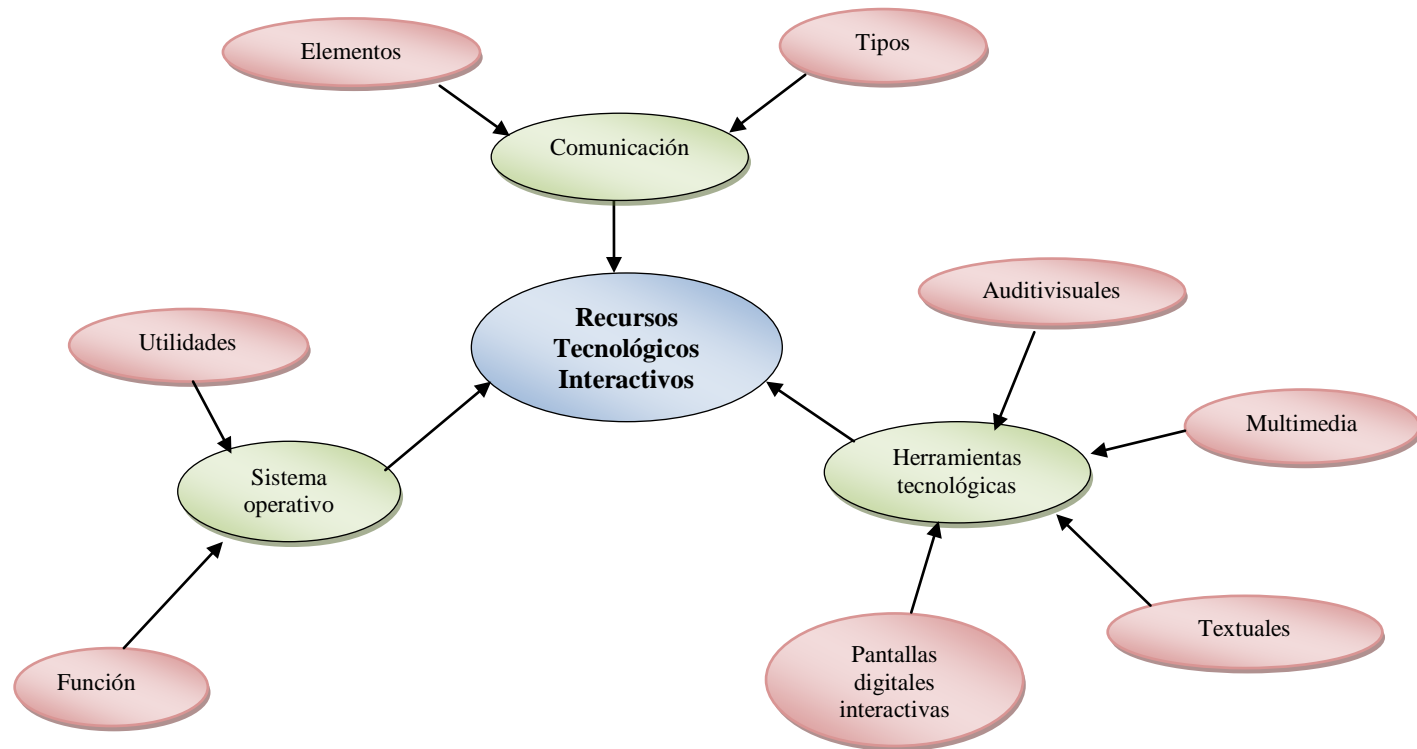 Elementos
Tipos
Comunicación
Recursos
Tecnológicos
Interactivos
Auditivisuales
Utilidades
Multimedia
Herramientas
tecnológicas
Sistema
operativo
Textuales
Pantallas
digitales
interactivas
Función